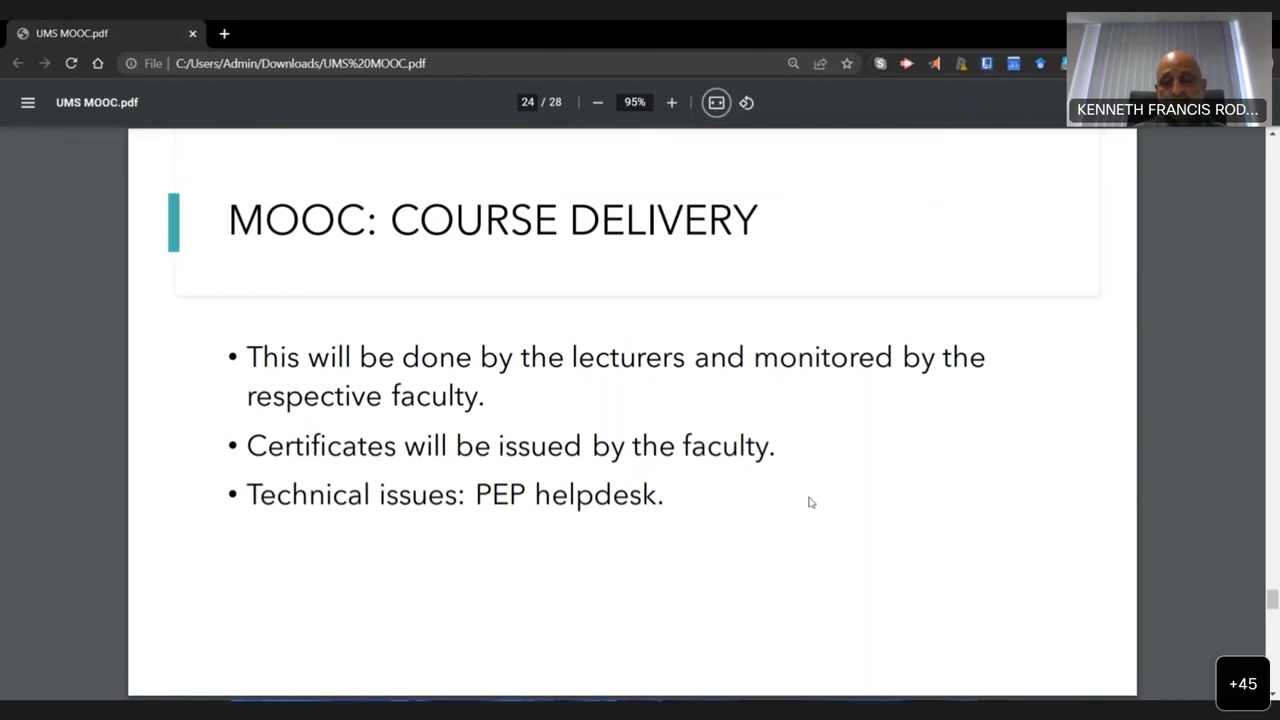 UMS MOOC.pdf
File
C:/Users/Admin/Downloads/UMS%20MOOC.pdf
UMS MOOC.pdf
24 / 28
95%
KENNETH FRANCIS ROD...
MOOC: COURSE DELIVERY
• This will be done by the lecturers and monitored by the
respective faculty.
• Certificates will be issued by the faculty.
• Technical issues: PEP helpdesk.
+45